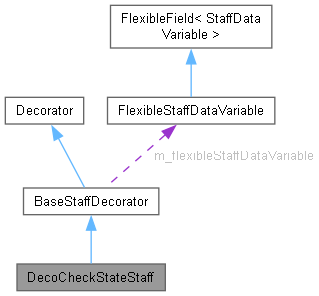 FlexibleField< StaffData
Variable >
Decorator
FlexibleStaffDataVariable
m_flexibleStaffDataVariable
BaseStaffDecorator
DecoCheckStateStaff